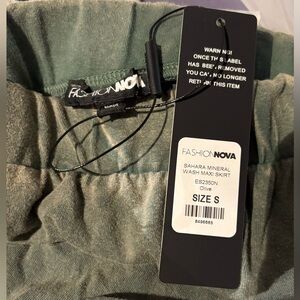 FASHIONNOVA
WARNING!
ONCE THIS LABEL
HAS BEEN REMOVED
YOU CAN NO LONGER
RETURN THIS ITEM
FASHIONNOVA
SAHARA MINERAL
WASH MAXI SKIRT
ES2350N
Olive
SIZE S